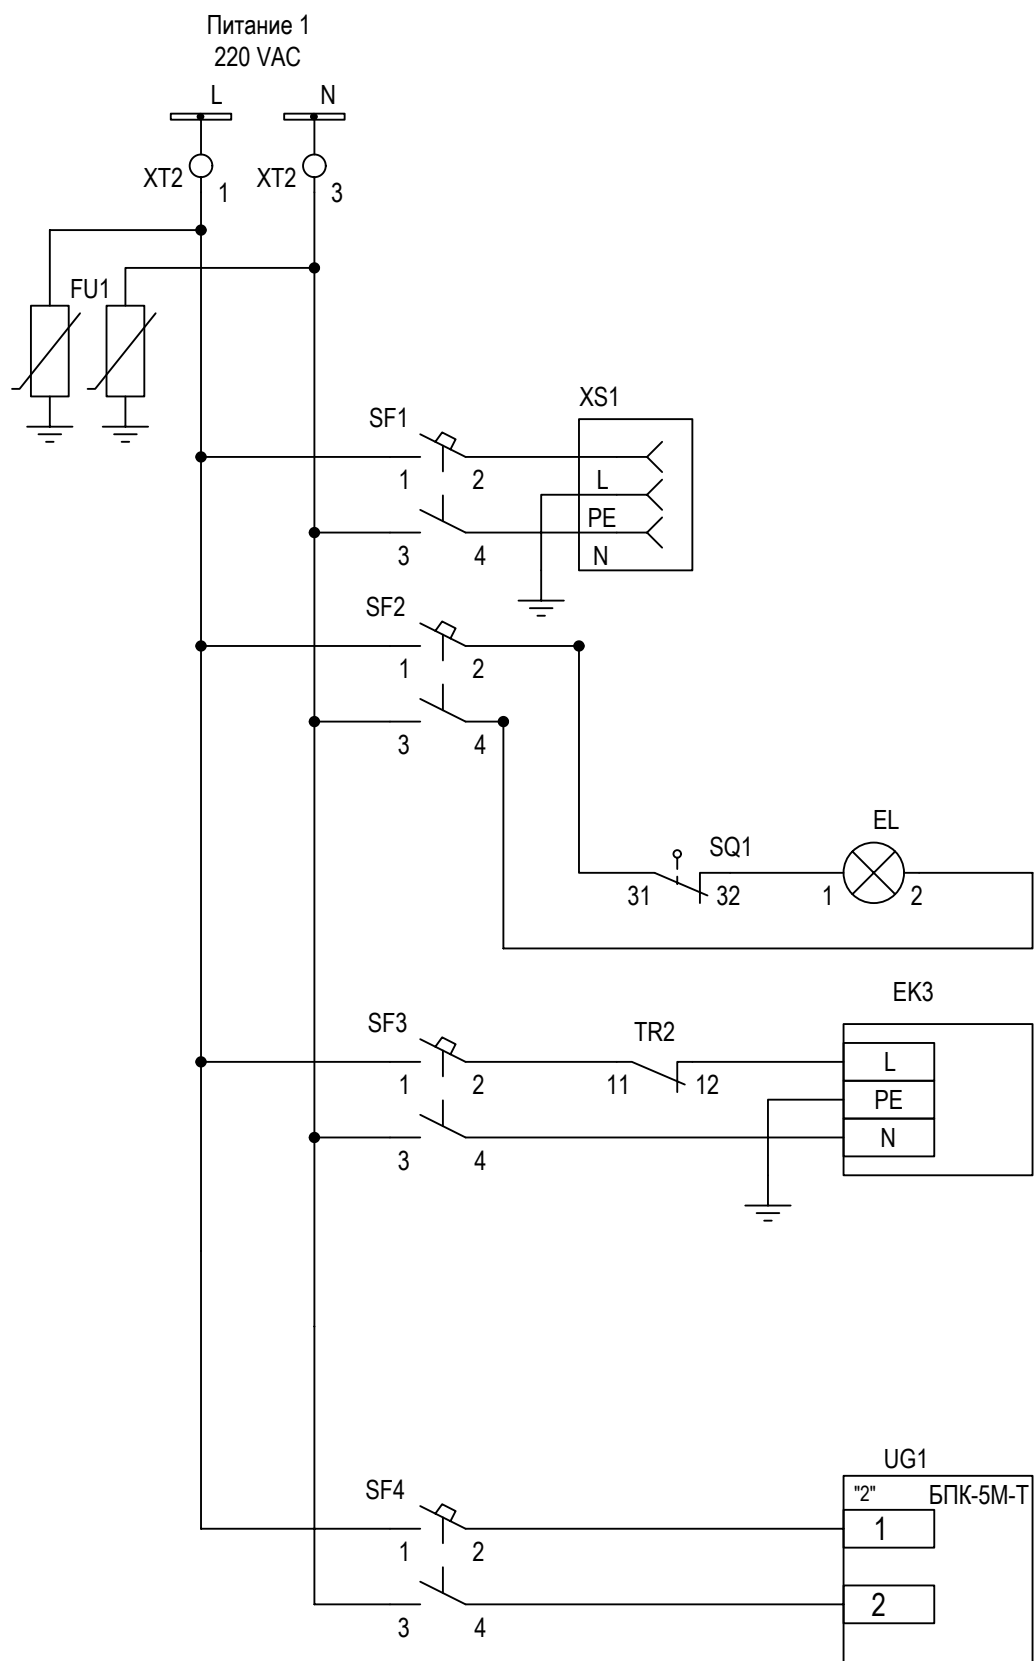 Питание 1
220 VAC
L N
XT2 1 XT2 3
FU1
XS1
SF1
1 2 L
PE
3 4 N
SF2
1 2
3 4
EL
SQ1
31 32 1 2
EK3
SF3 TR2
L
1 2 11 12
PE
N
3 4
UG1
SF4 "2" БПК-5М-Т
1
1 2
2
3 4